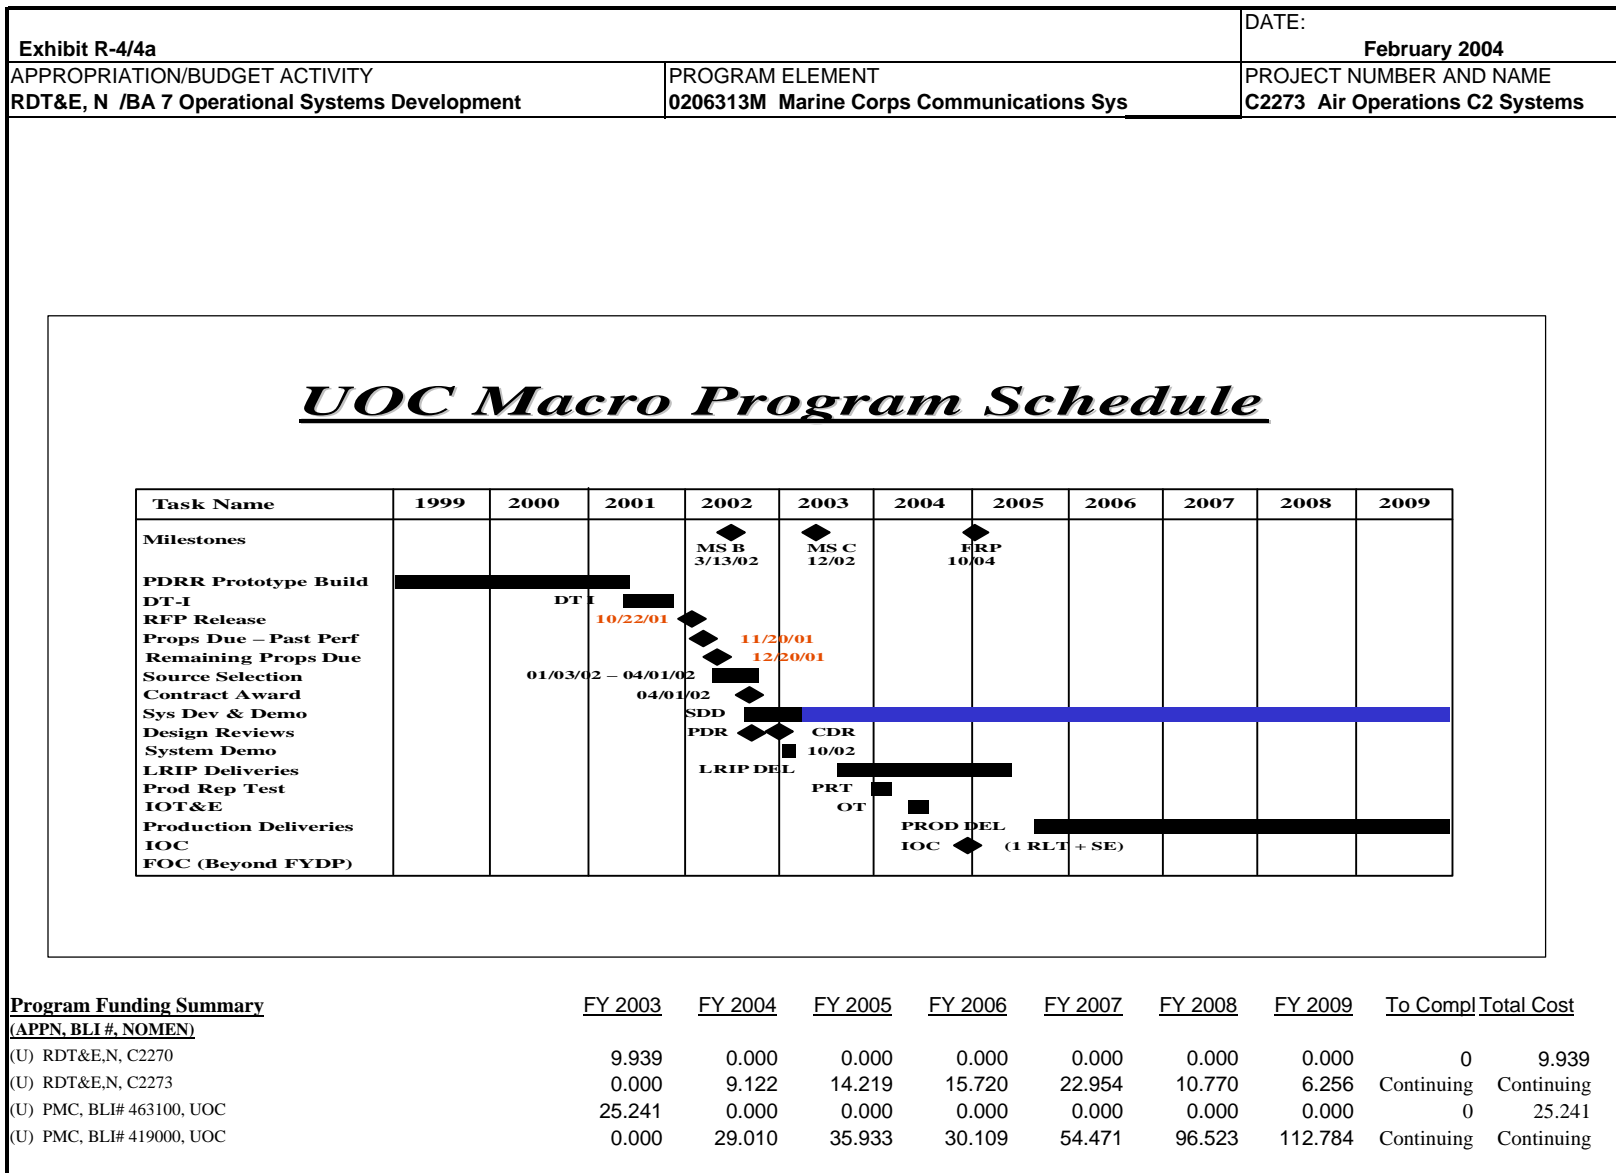 DATE:
Exhibit R-4/4a February 2004
APPROPRIATION/BUDGET ACTIVITY PROGRAM ELEMENT PROJECT NUMBER AND NAME
RDT&E, N /BA 7 Operational Systems Development 0206313M Marine Corps Communications Sys C2273 Air Operations C2 Systems
UOC Macro Program Schedule
Task Name 1999 2000 2001 2002 2003 2004 2005 2006 2007 2008 2009
Milestones
MS B MS C FRP
3/13/02 12/02 10/04
PDRR Prototype Build
DT-I DT I
RFP Release 10/22/01
Props Due – Past Perf 11/20/01
Remaining Props Due 12/20/01
Source Selection 01/03/02 – 04/01/02
Contract Award 04/01/02
Sys Dev & Demo SDD
Design Reviews PDR CDR
System Demo 10/02
LRIP Deliveries LRIP DEL
Prod Rep Test PRT
IOT&E OT
Production Deliveries PROD DEL
IOC IOC (1 RLT + SE)
FOC (Beyond FYDP)
Program Funding Summary FY 2003 FY 2004 FY 2005 FY 2006 FY 2007 FY 2008 FY 2009 To Compl Total Cost
(APPN, BLI #, NOMEN)
(U) RDT&E,N, C2270 9.939 0.000 0.000 0.000 0.000 0.000 0.000 0 9.939
(U) RDT&E,N, C2273 0.000 9.122 14.219 15.720 22.954 10.770 6.256 Continuing Continuing
(U) PMC, BLI# 463100, UOC 25.241 0.000 0.000 0.000 0.000 0.000 0.000 0 25.241
(U) PMC, BLI# 419000, UOC 0.000 29.010 35.933 30.109 54.471 96.523 112.784 Continuing Continuing